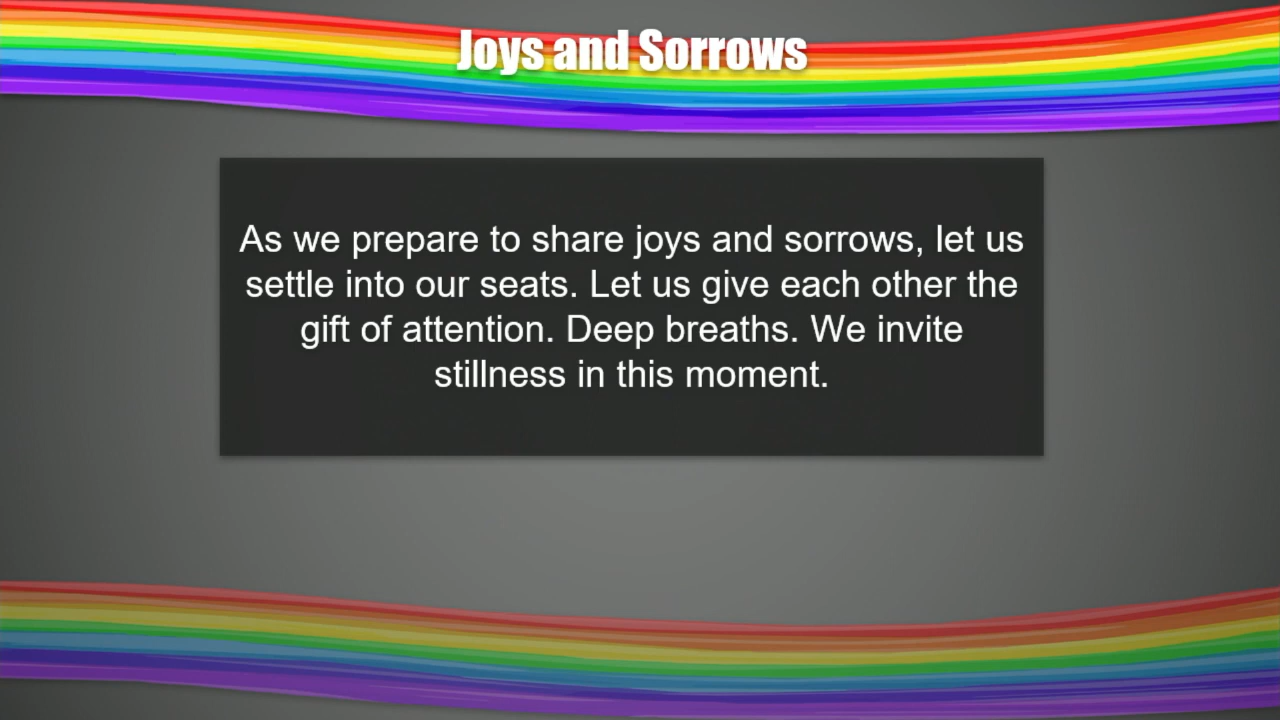 Joys and Sorrows
As we prepare to share joys and sorrows, let us
settle into our seats. Let us give each other the
gift of attention. Deep breaths. We invite
stillness in this moment.